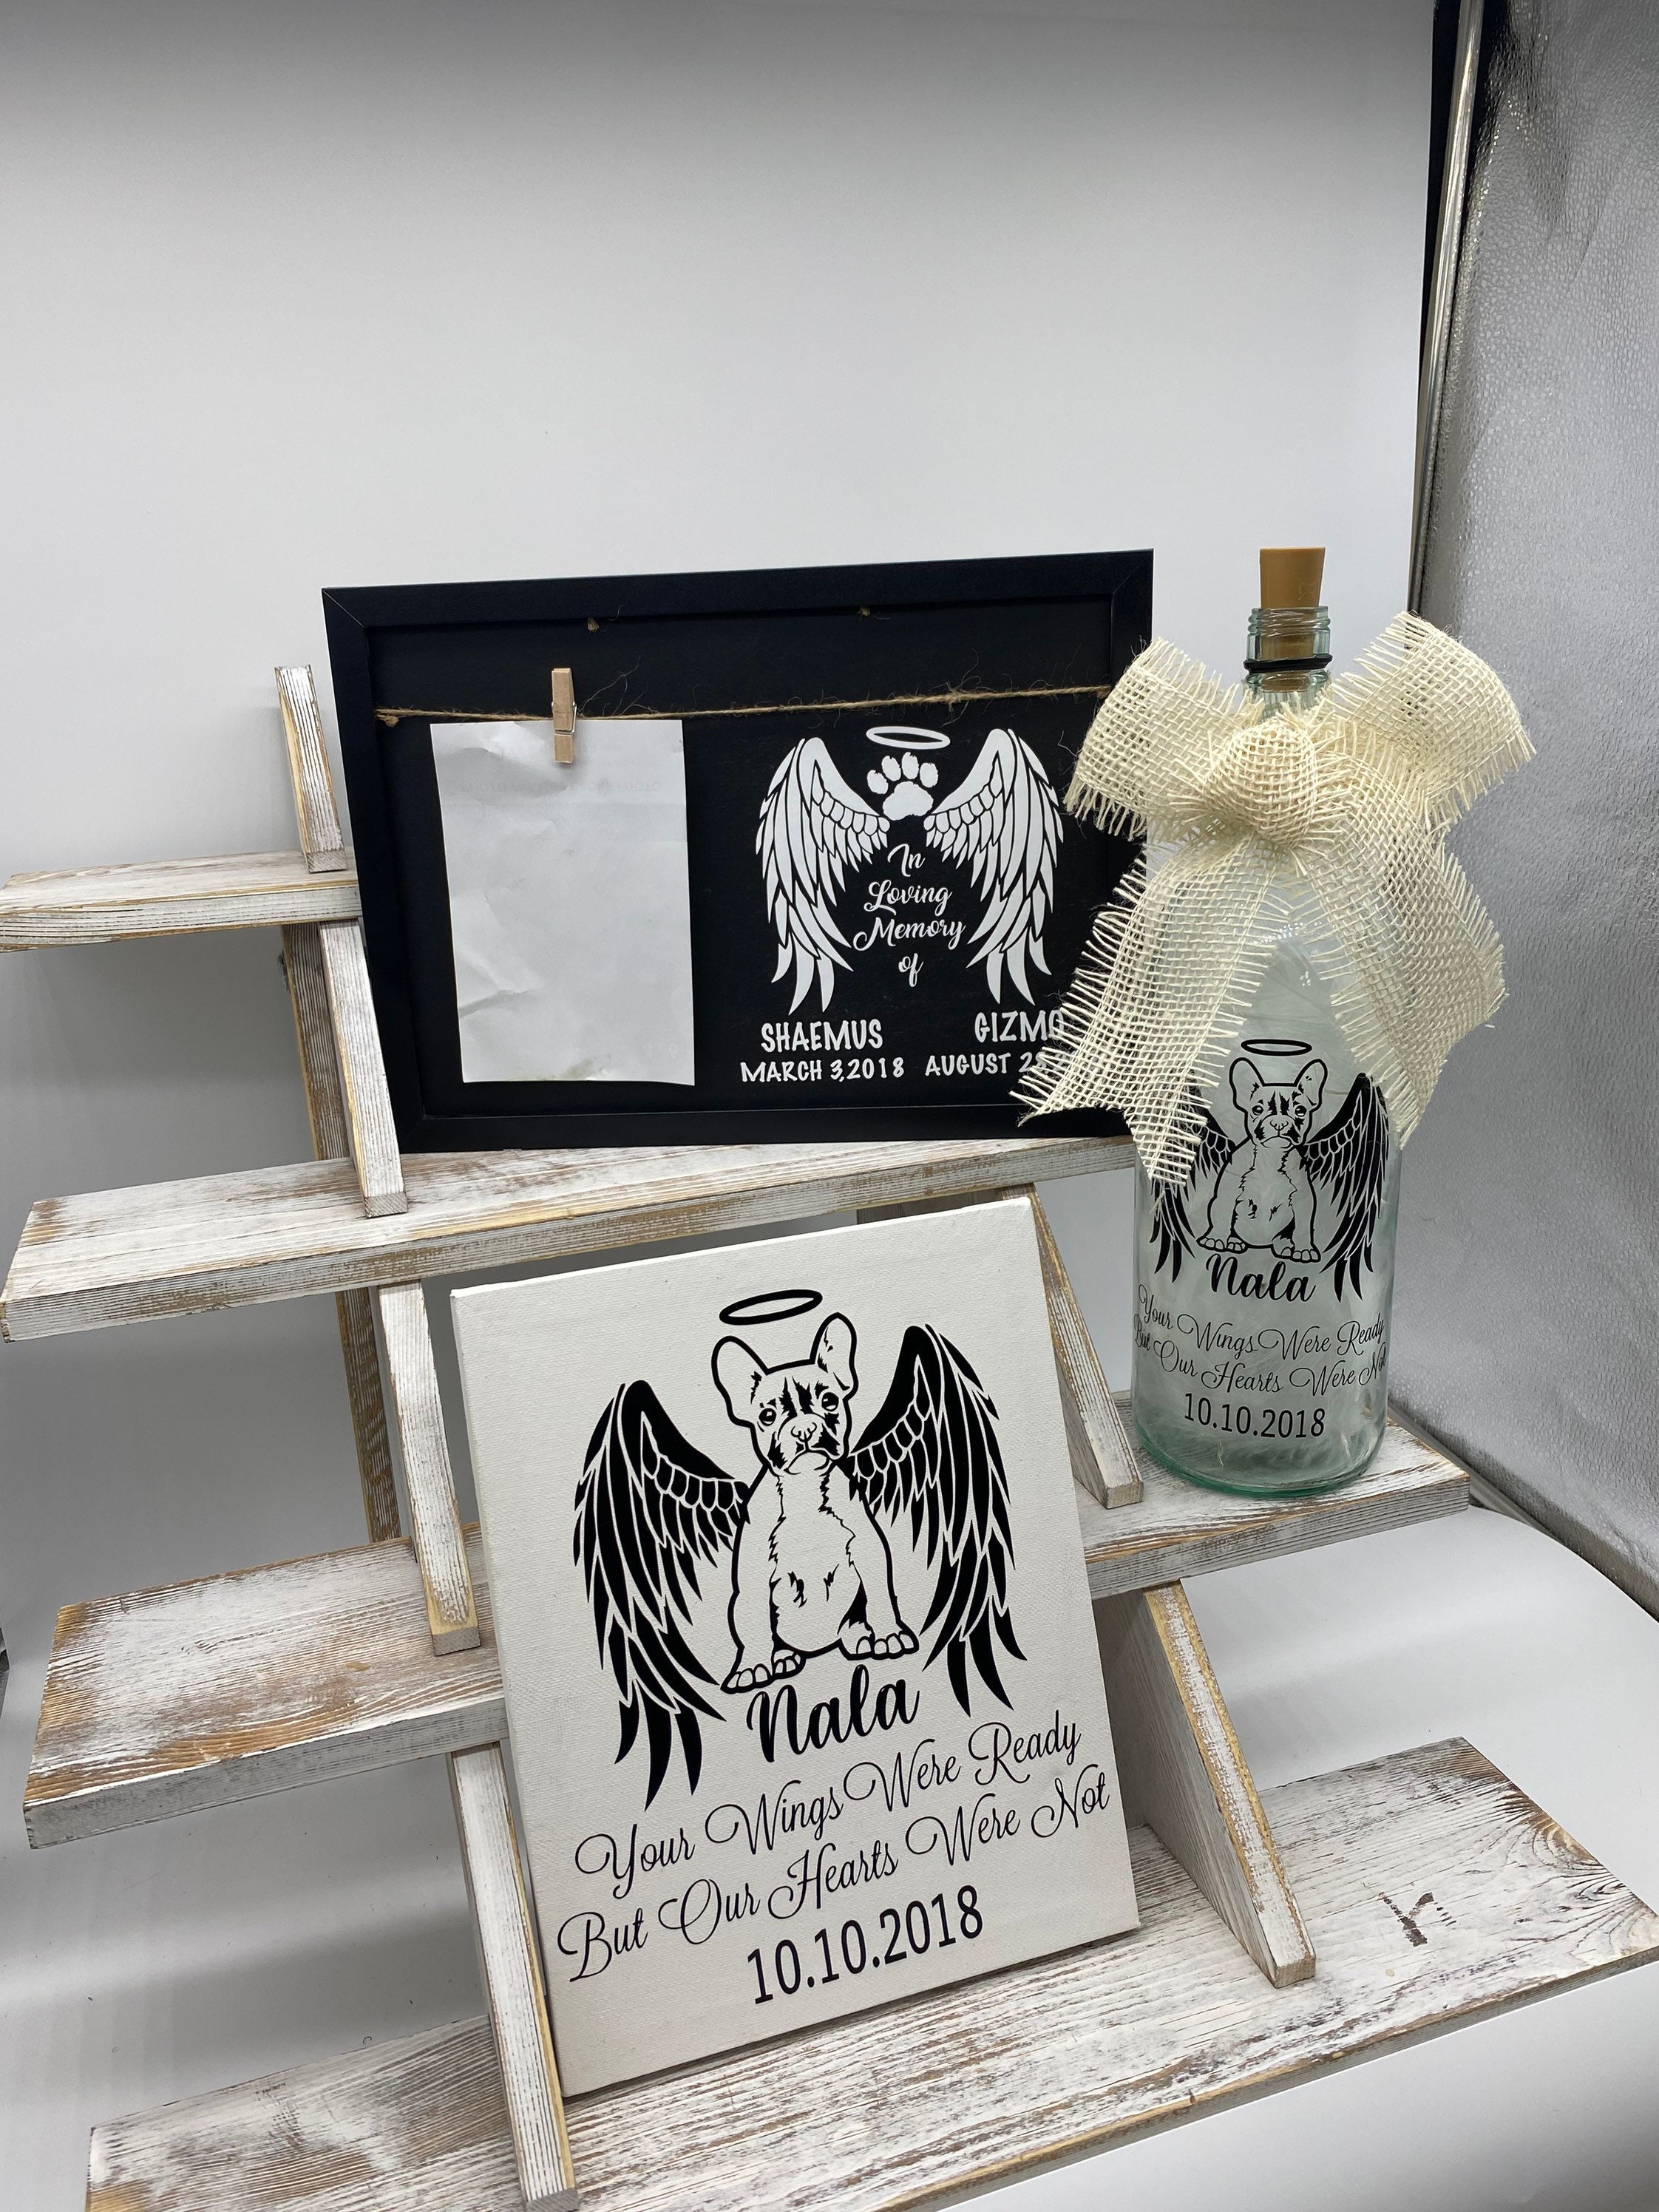 In
Loving
Memory
of
SHAEMUS GIZMO
MARCH 3,2018 AUGUST
Nala
Your Wings Were Ready
But Our Hearts Were Not
10.10.2018
Nala
Your Wings Were Ready
But Our Hearts Were Not
10.10.2018